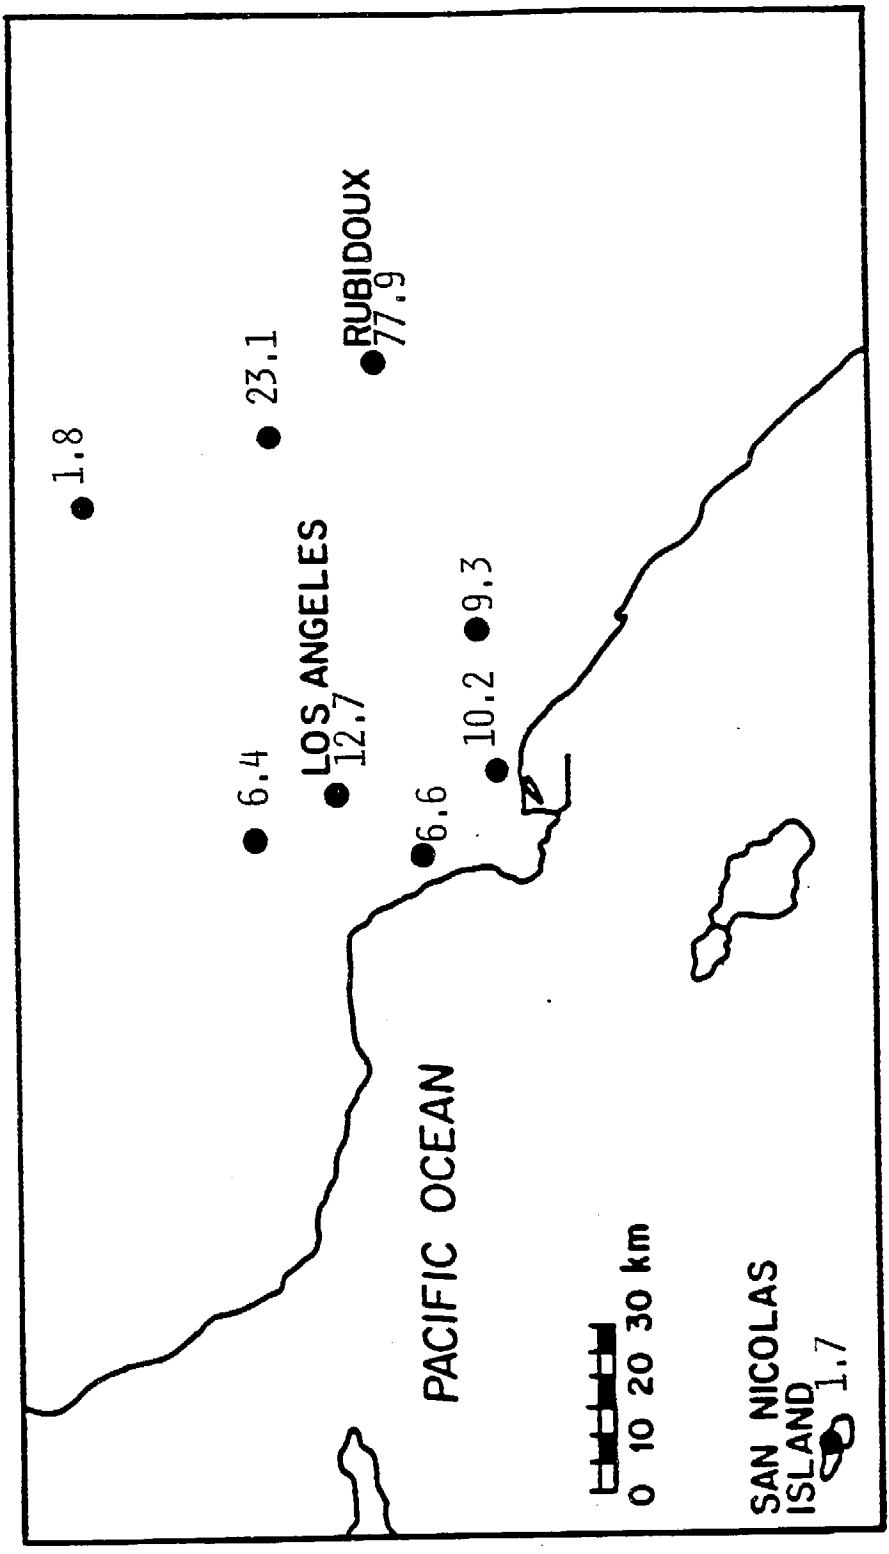 1.8
6.4
23.1
LOS ANGELES
12.7
RUBIDOUX
77.9
6.6
9.3
10.2
PACIFIC OCEAN
0 10 20 30 km
SAN NICOLAS
ISLAND
1.7